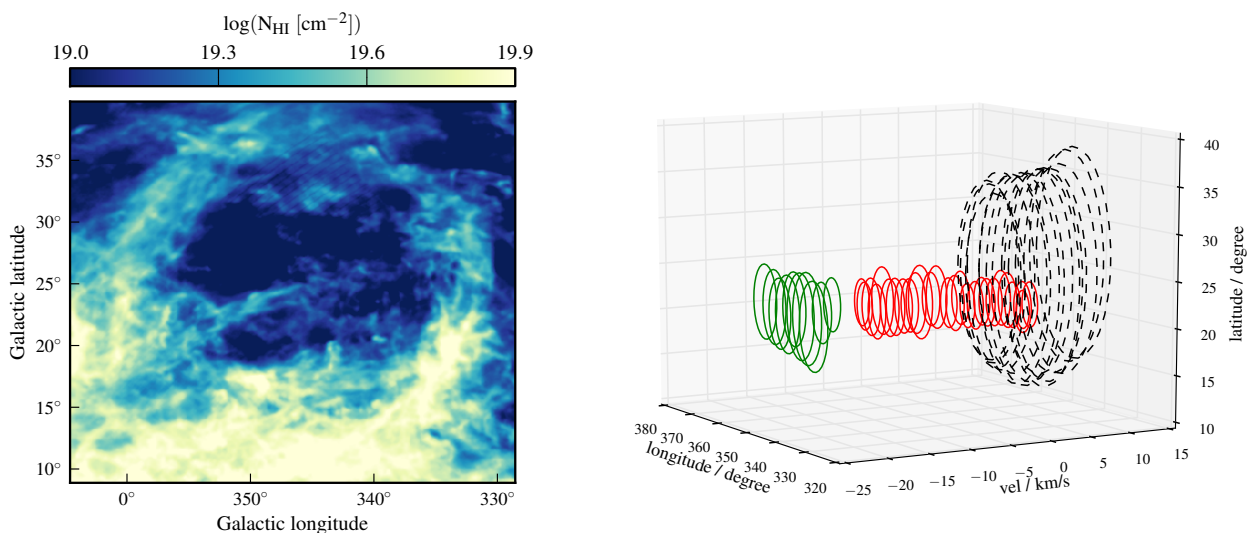 log(N_HI [cm⁻²])
19.0 19.3 19.6 19.9
Galactic latitude
35°
30°
25°
20°
15°
10°
0° 350° 340° 330°
Galactic longitude
40
35
30
25
20
15
10
latitude / degree
380
370
360
350
340
330
320
longitude / degree
−25 −20 −15 −10 −5 0 5 10 15
vel / km/s